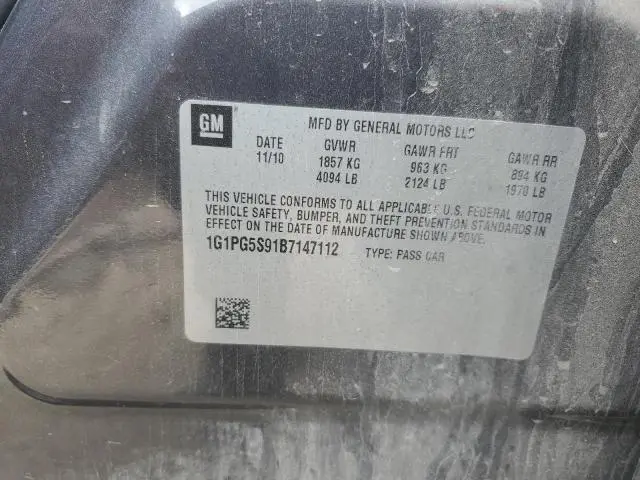 GM
MFD BY GENERAL MOTORS LLC
DATE GVWR GAWR FRT GAWR RR
11/10 1857 KG 963 KG 894 KG
4094 LB 2124 LB 1970 LB
THIS VEHICLE CONFORMS TO ALL APPLICABLE U.S. FEDERAL MOTOR
VEHICLE SAFETY, BUMPER, AND THEFT PREVENTION STANDARDS IN
EFFECT ON THE DATE OF MANUFACTURE SHOWN ABOVE.
1G1PG5S91B7147112 TYPE: PASS CAR